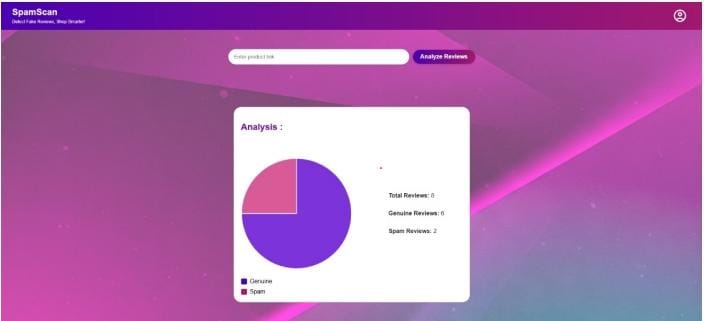 SpamScan
Detect Fake Reviews, Shop Smarter!
Enter product link
Analyze Reviews
Analysis :
Total Reviews: 8
Genuine Reviews: 6
Spam Reviews: 2
Genuine
Spam